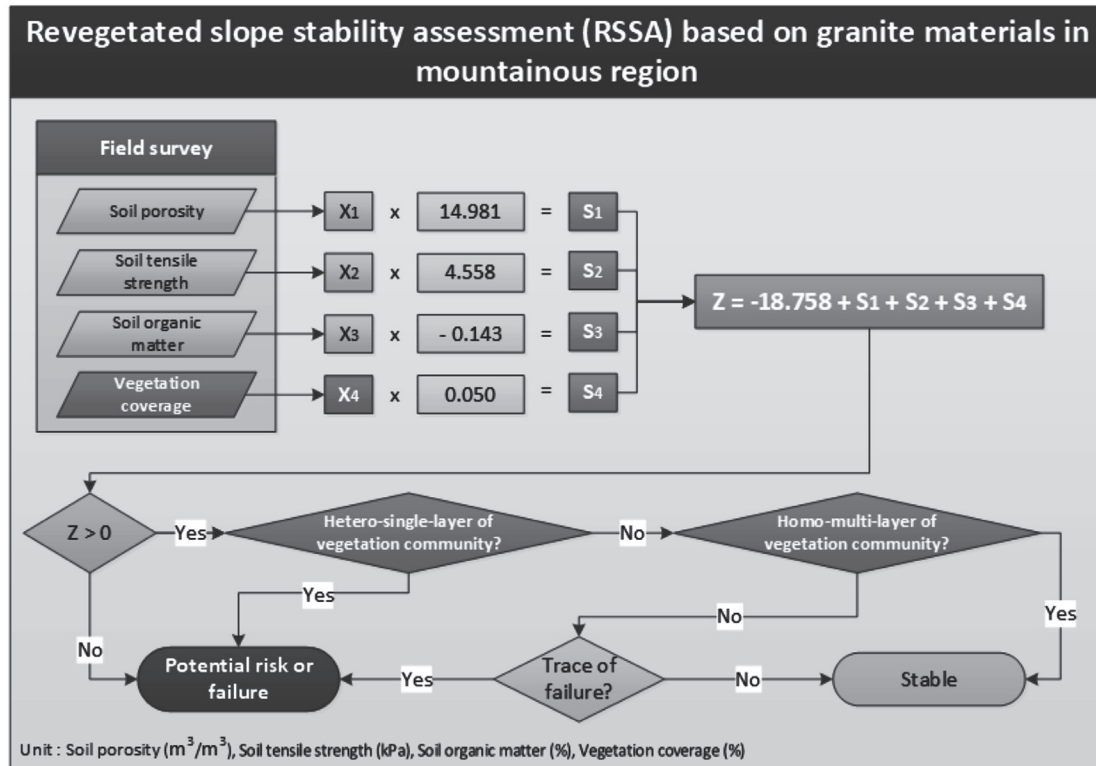 Revegetated slope stability assessment (RSSA) based on granite materials in
mountainous region
Field survey
Soil porosity
X1 x 14.981 = S1
Soil tensile
strength
X2 x 4.558 = S2
Soil organic
matter
X3 x - 0.143 = S3
Vegetation
coverage
X4 x 0.050 = S4
Z = -18.758 + S1 + S2 + S3 + S4
Z > 0
Yes
Hetero-single-layer of
vegetation community?
No
Homo-multi-layer of
vegetation community?
Yes
No
Yes
No
Potential risk or
failure
Yes
Trace of
failure?
No
Stable
Unit : Soil porosity (m³/m³), Soil tensile strength (kPa), Soil organic matter (%), Vegetation coverage (%)